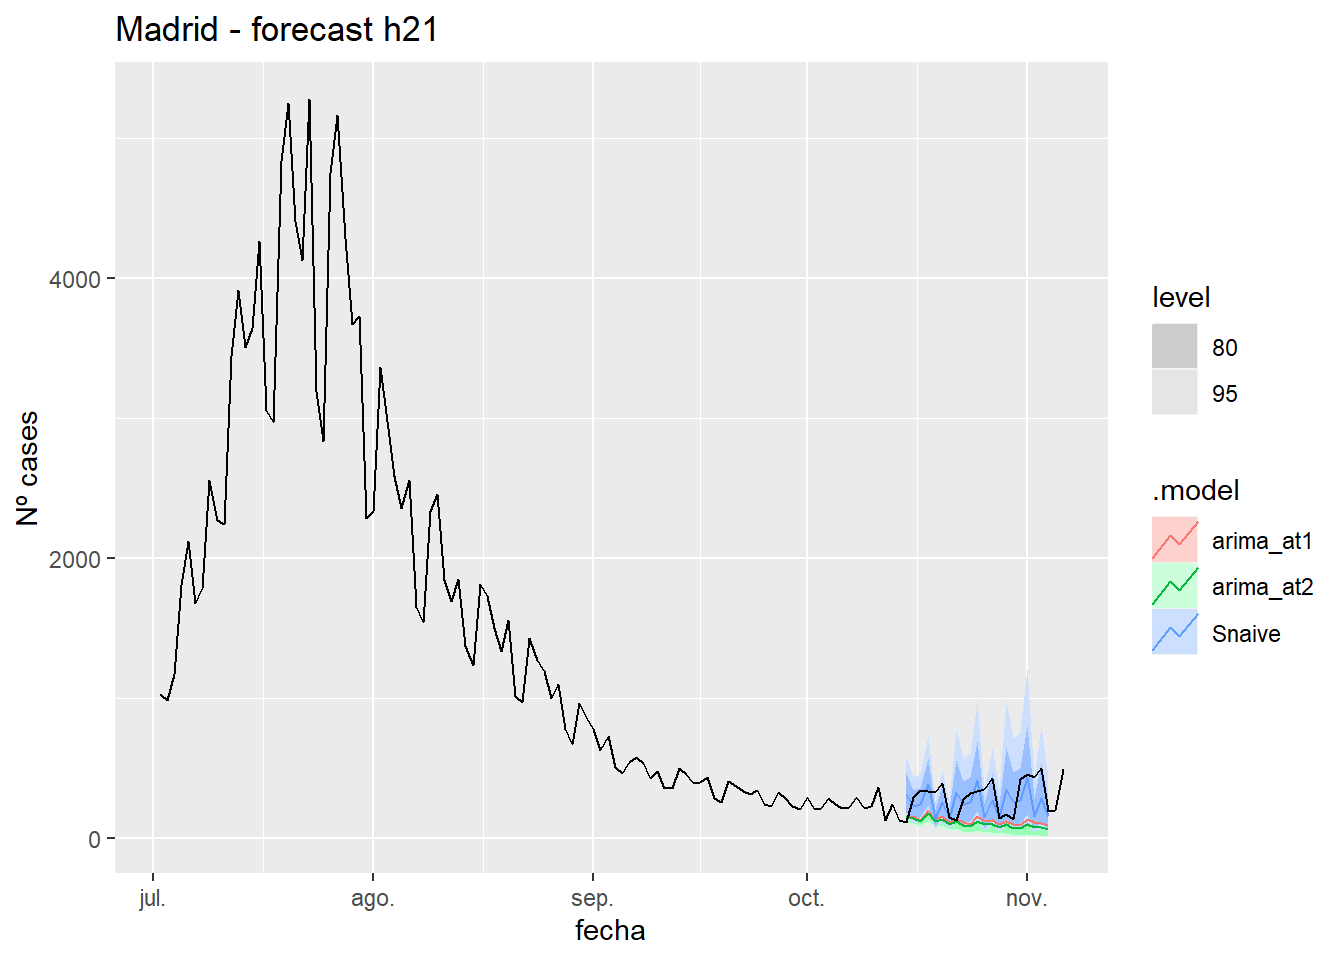 Madrid - forecast h21
Nº cases
4000
2000
0
jul.
ago.
sep.
oct.
nov.
fecha
level
80
95
.model
arima_at1
arima_at2
Snaive